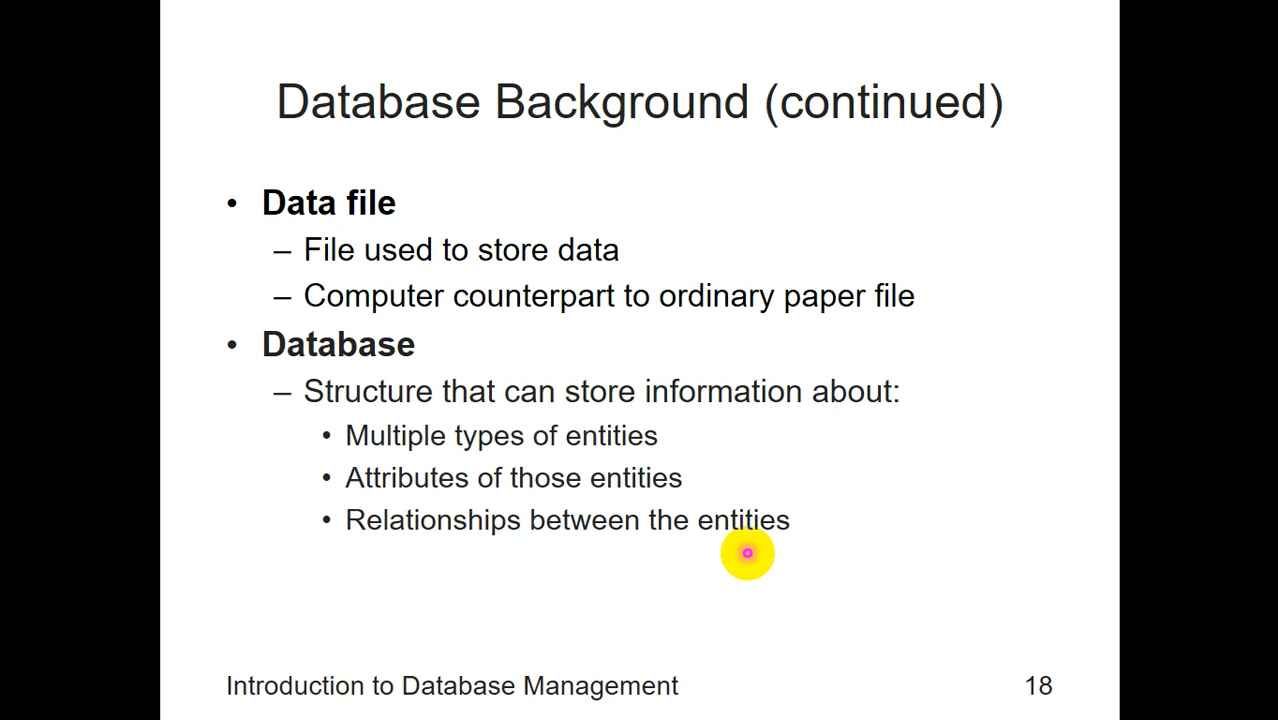 Database Background (continued)
• Data file
– File used to store data
– Computer counterpart to ordinary paper file
• Database
– Structure that can store information about:
• Multiple types of entities
• Attributes of those entities
• Relationships between the entities
Introduction to Database Management
18